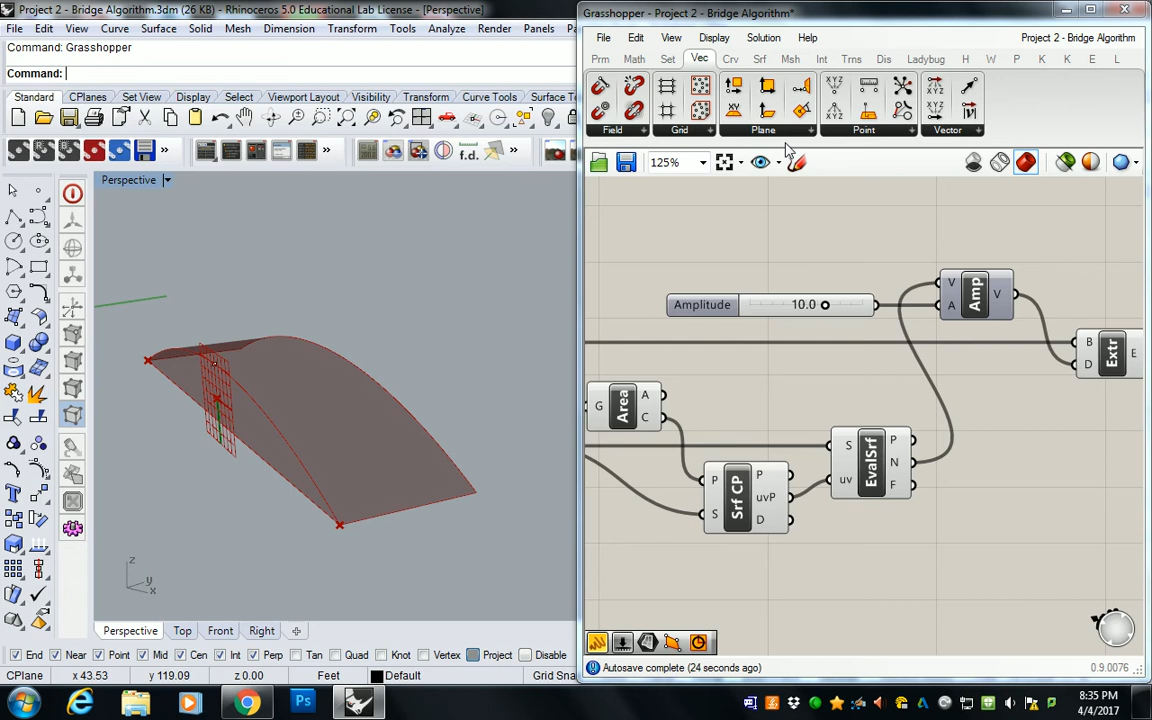 Project 2 - Bridge Algorithm.3dm (26 KB) - Rhinoceros 5.0 Educational Lab License - [Perspective]
File Edit View Curve Surface Solid Mesh Dimension Transform Tools Analyze Render Panels
Command: Grasshopper
Command:
Standard CPlanes Set View Display Select Viewport Layout Visibility Transform Curve Tools Surface To
f.d.
Perspective
z
y
x
Perspective Top Front Right
End Near Point Mid Cen Int Perp Tan Quad Knot Vertex Project Disable
CPlane x 43.53 y 119.09 z 0.00 Feet Default Grid Snap
Grasshopper - Project 2 - Bridge Algorithm*
File Edit View Display Solution Help Project 2 - Bridge Algorithm
Prm Math Set Vec Crv Srf Msh Int Trns Dis Ladybug H W P K K E L
Field Grid Plane Point Vector
125%
Amplitude 10.0
V A Amp V
B D Extr E
G Area A C
P S Srf CP P uvP D
S uv EvalSrf P N F
Autosave complete (24 seconds ago) 0.9.0076
Ps
8:35 PM
4/4/2017